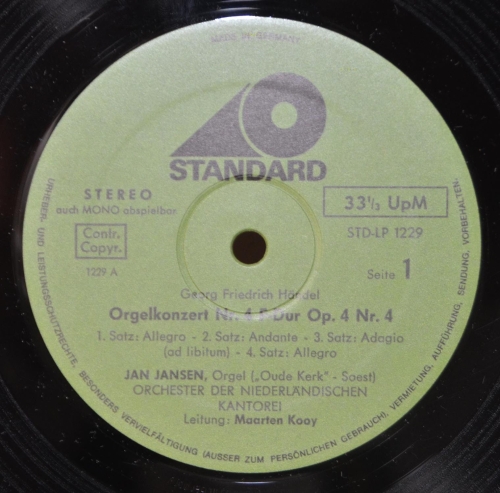 MADE IN GERMANY
STANDARD
STEREO
auch MONO abspielbar
Contr.
Copyr.
1229 A
33 1/3 UpM
STD-LP 1229
Seite 1
Georg Friedrich Händel
Orgelkonzert Nr. 4 F-Dur Op. 4 Nr. 4
1. Satz: Allegro - 2. Satz: Andante - 3. Satz: Adagio
(ad libitum) - 4. Satz: Allegro
JAN JANSEN, Orgel („Oude Kerk" - Soest)
ORCHESTER DER NIEDERLÄNDISCHEN
KANTOREI
Leitung: Maarten Kooy
URHEBER- UND LEISTUNGSSCHUTZRECHTE, BESONDERS VERVIELFÄLTIGUNG (AUSSER ZUM PERSÖNLICHEN GEBRAUCH), VERMIETUNG, AUFFÜHRUNG, SENDUNG, VORBEHALTEN.